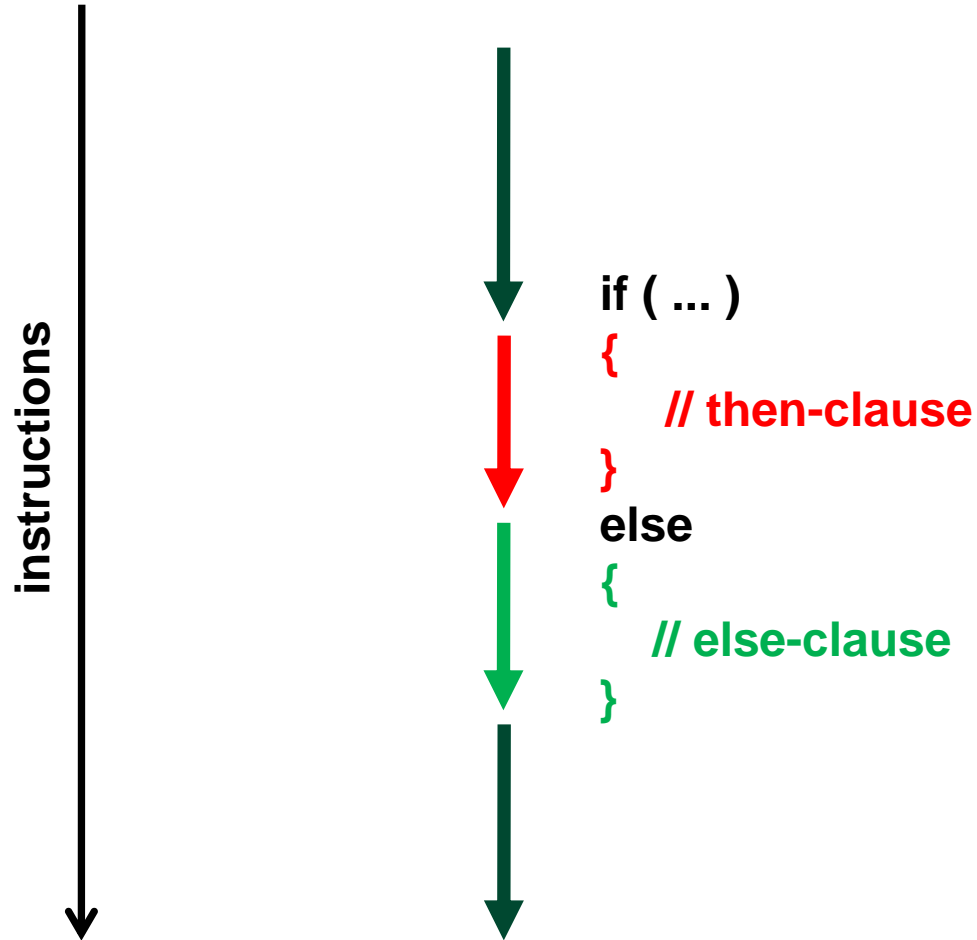 instructions
if ( ... )
{
// then-clause
}
else
{
// else-clause
}